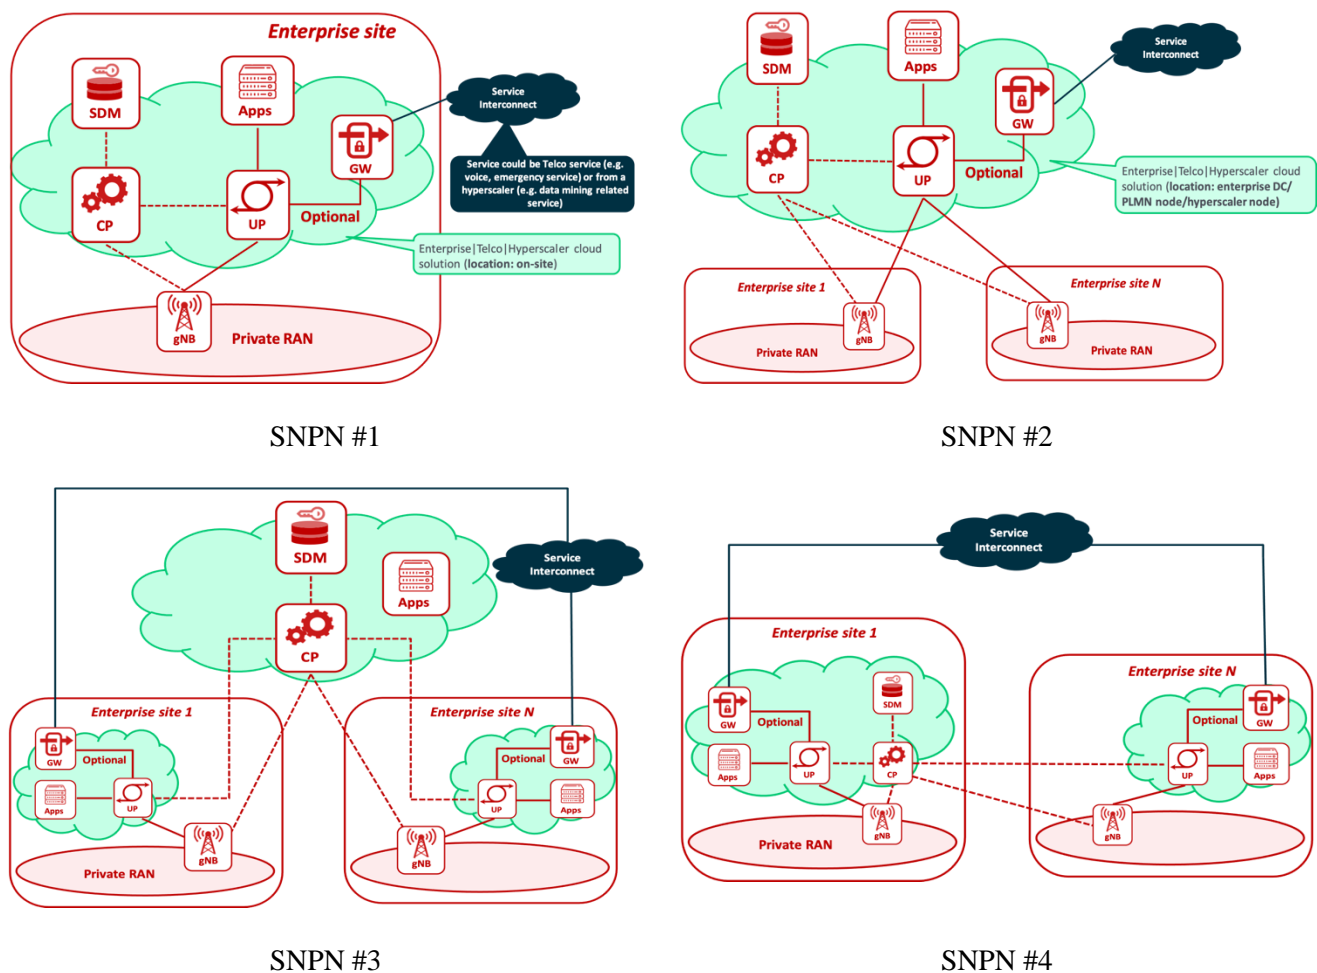 Enterprise site
SDM
Apps
GW
CP
UP
Optional
Service
Interconnect
Service could be Telco service (e.g.
voice, emergency service) or from a
hyperscaler (e.g. data mining related
service)
Enterprise|Telco|Hyperscaler cloud
solution (location: on-site)
gNB
Private RAN
SNPN #1
SDM
Apps
GW
CP
UP
Optional
Service
Interconnect
Enterprise|Telco|Hyperscaler cloud
solution (location: enterprise DC/
PLMN node/hyperscaler node)
Enterprise site 1
gNB
Private RAN
Enterprise site N
gNB
Private RAN
SNPN #2
SDM
Apps
CP
Service
Interconnect
Enterprise site 1
GW
Optional
Apps
UP
gNB
Private RAN
Enterprise site N
GW
Optional
UP
Apps
gNB
SNPN #3
Service
Interconnect
Enterprise site 1
GW
Optional
SDM
Apps
UP
CP
gNB
Private RAN
Enterprise site N
GW
Optional
UP
Apps
gNB
SNPN #4